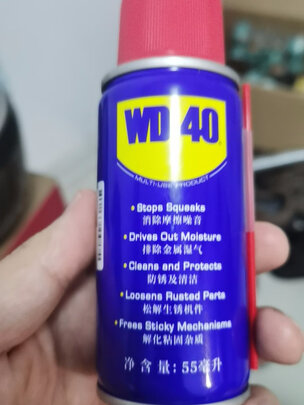 WD-40
MULTI-USE PRODUCT
• Stops Squeaks
消除摩擦噪音
• Drives Out Moisture
排除金属湿气
• Cleans and Protects
防锈及清洁
• Loosens Rusted Parts
松解生锈机件
• Frees Sticky Mechanisms
解化粘固杂质
净含量: 55毫升